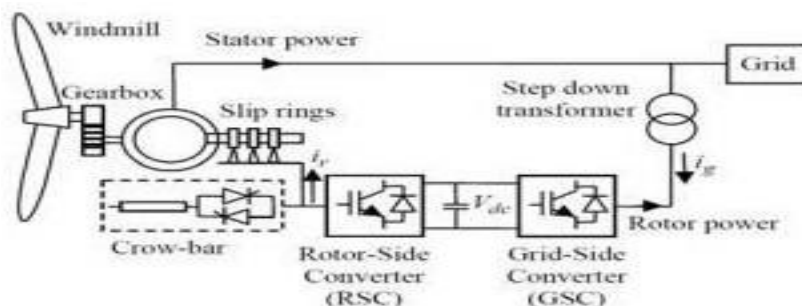 Windmill
Stator power
Grid
Gearbox
Slip rings
Step down
transformer
i_r
i_g
V_dc
Rotor power
Crow-bar
Rotor-Side
Converter
(RSC)
Grid-Side
Converter
(GSC)